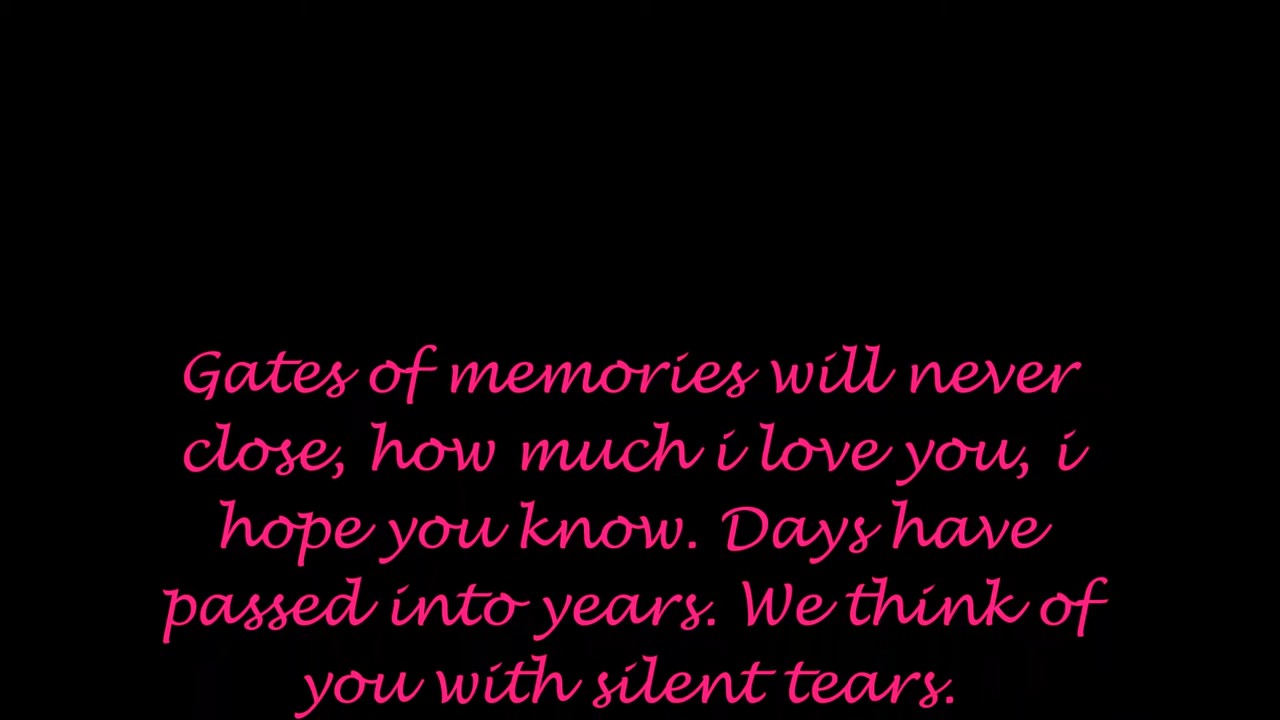 Gates of memories will never
close, how much i love you, i
hope you know. Days have
passed into years. We think of
you with silent tears.